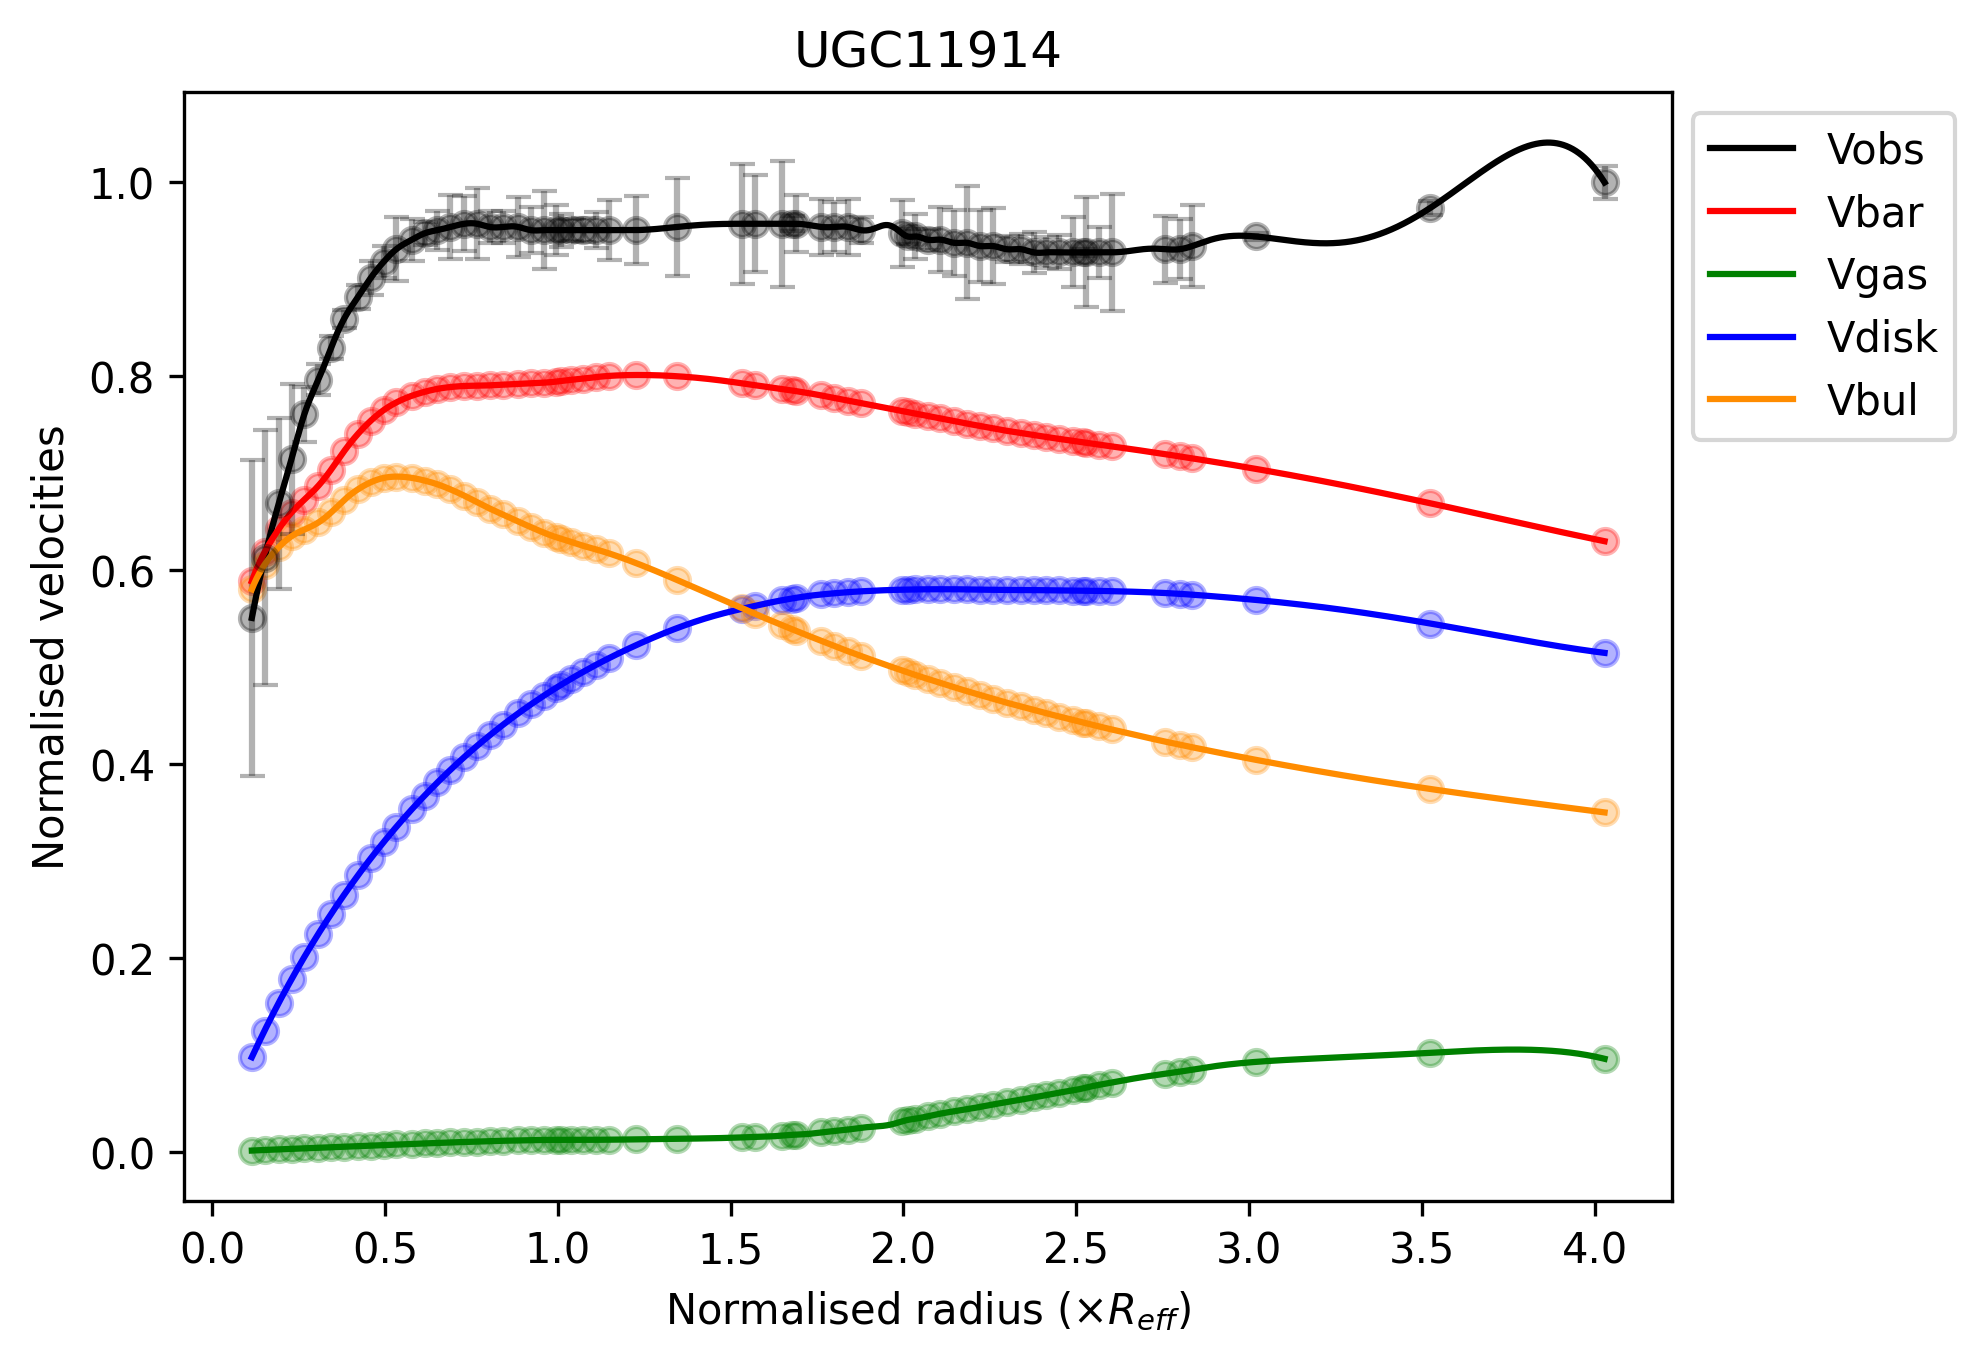 UGC11914
Normalised velocities
1.0
0.8
0.6
0.4
0.2
0.0
0.0 0.5 1.0 1.5 2.0 2.5 3.0 3.5 4.0
Normalised radius (×R_eff)
Vobs
Vbar
Vgas
Vdisk
Vbul